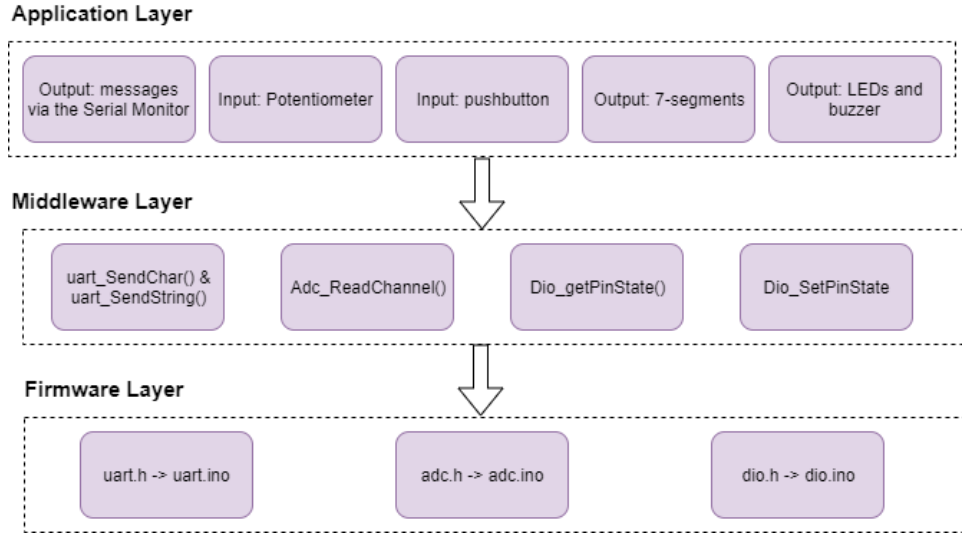 Application Layer
Output: messages
via the Serial Monitor
Input: Potentiometer
Input: pushbutton
Output: 7-segments
Output: LEDs and
buzzer
Middleware Layer
uart_SendChar() &
uart_SendString()
Adc_ReadChannel()
Dio_getPinState()
Dio_SetPinState
Firmware Layer
uart.h -> uart.ino
adc.h -> adc.ino
dio.h -> dio.ino